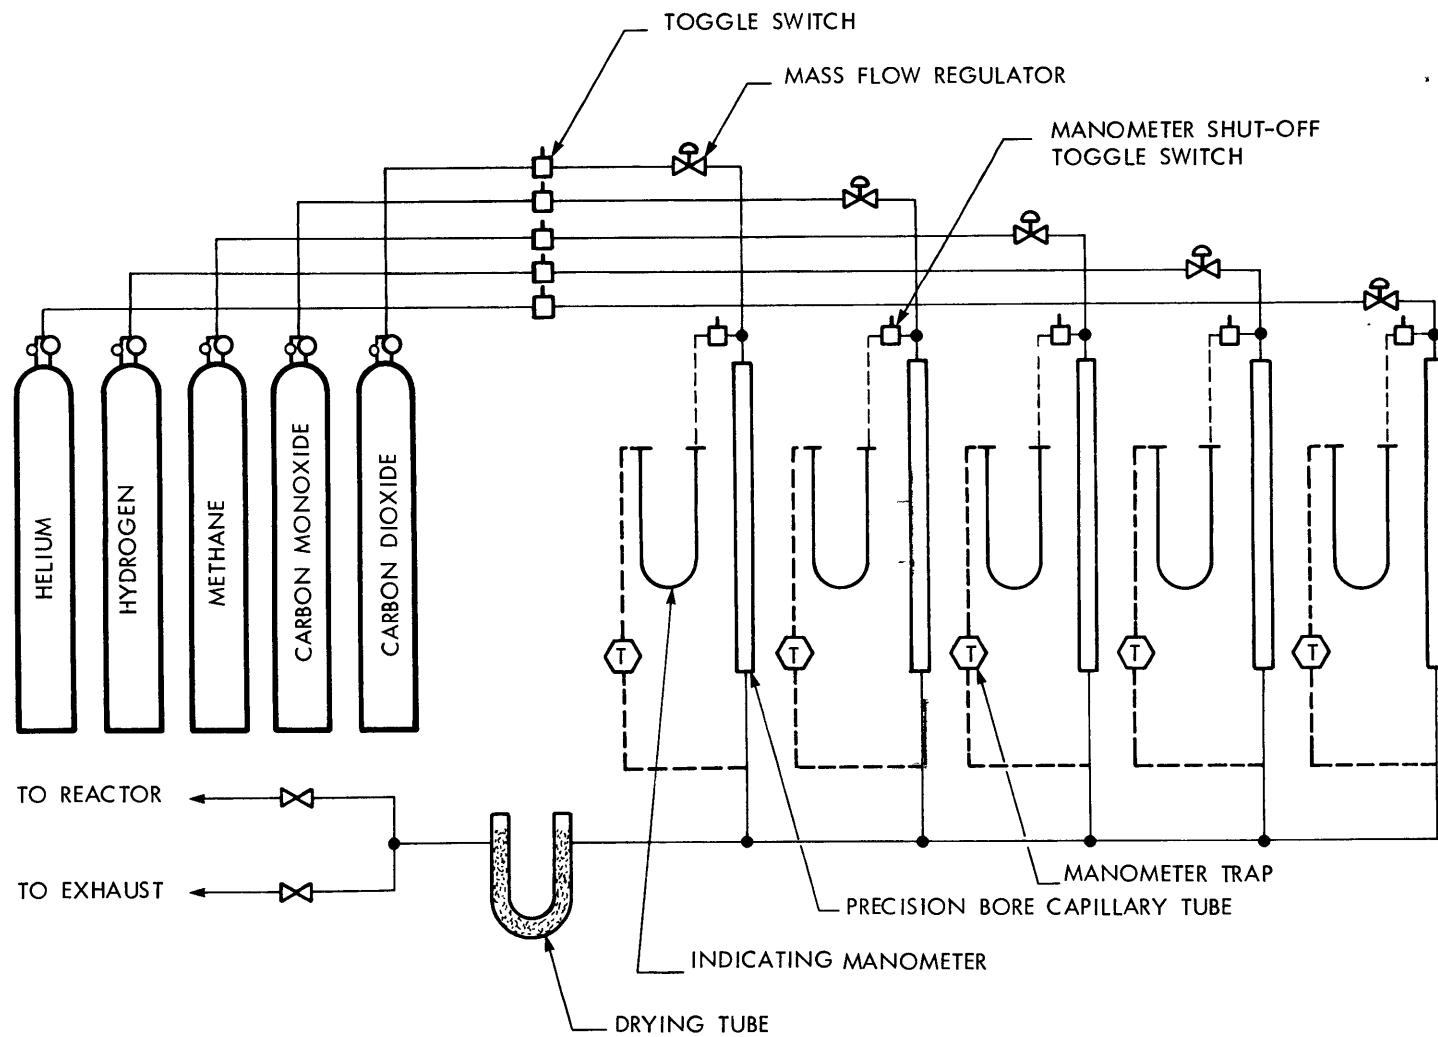 TOGGLE SWITCH
MASS FLOW REGULATOR
MANOMETER SHUT-OFF
TOGGLE SWITCH
HELIUM
HYDROGEN
METHANE
CARBON MONOXIDE
CARBON DIOXIDE
T
T
T
T
T
TO REACTOR
TO EXHAUST
MANOMETER TRAP
PRECISION BORE CAPILLARY TUBE
INDICATING MANOMETER
DRYING TUBE